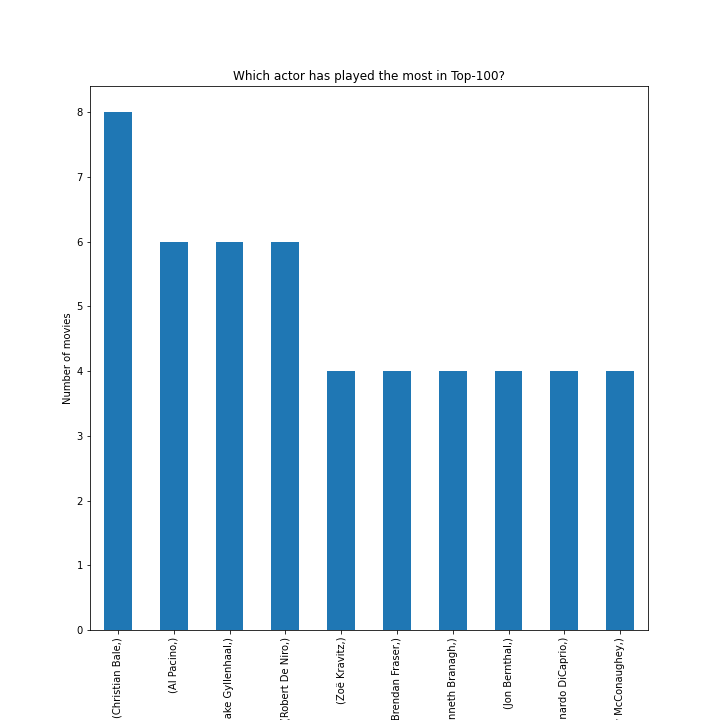 Which actor has played the most in Top-100?
8
7
6
5
4
3
2
1
0
Number of movies
(Christian Bale,)
(Al Pacino,)
ake Gyllenhaal,)
(Robert De Niro,)
(Zoë Kravitz,)
Brendan Fraser,)
nneth Branagh,)
(Jon Bernthal,)
nardo DiCaprio,)
McConaughey,)